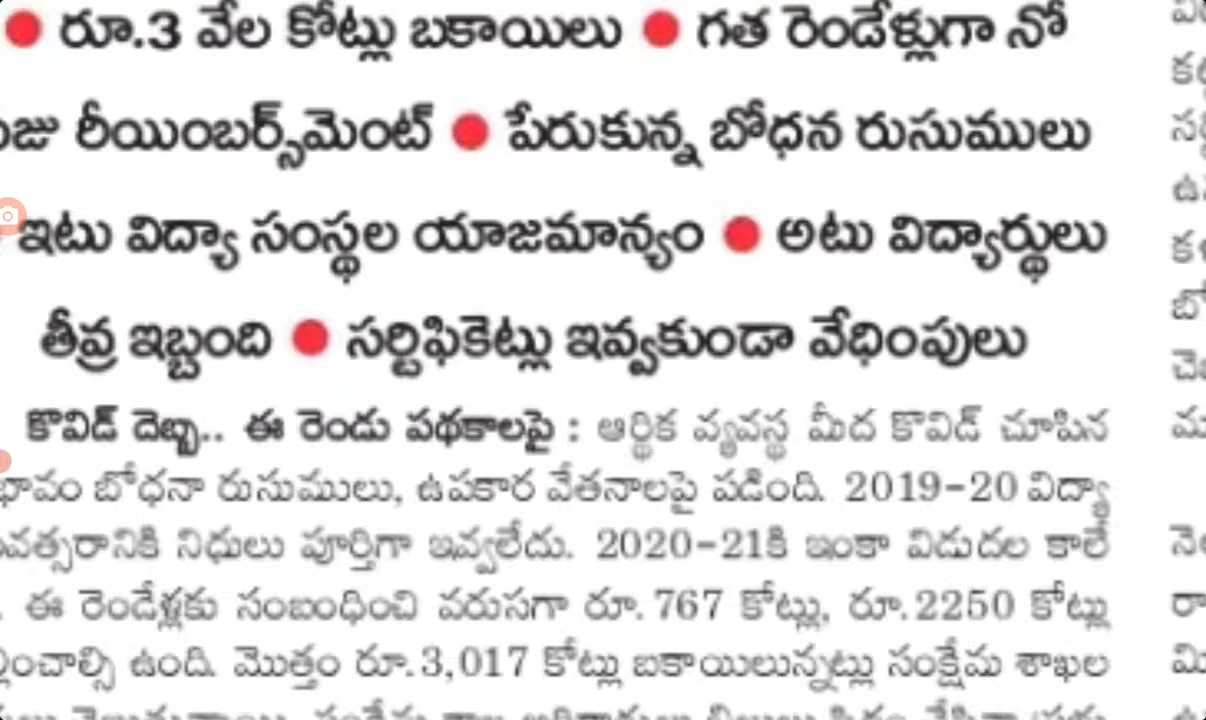 ● రూ.3 వేల కోట్లు బకాయిలు ● గత రెండేళ్లుగా నో
రీయింబర్స్‌మెంట్ ● పేరుకున్న బోధన రుసుములు
ఇటు విద్యా సంస్థల యాజమాన్యం ● అటు విద్యార్థులు
తీవ్ర ఇబ్బంది ● సర్టిఫికెట్లు ఇవ్వకుండా వేధింపులు
కొవిడ్ దెబ్బ.. ఈ రెండు పథకాలపై : ఆర్థిక వ్యవస్థ మీద కొవిడ్ చూపిన
బోధనా రుసుములు, ఉపకార వేతనాలపై పడింది. 2019-20 విద్యా
నిధులు పూర్తిగా ఇవ్వలేదు. 2020-21కి ఇంకా విడుదల కాలే
. ఈ రెండేళ్లకు సంబంధించి వరుసగా రూ.767 కోట్లు, రూ.2250 కోట్లు
ఉంది. మొత్తం రూ.3,017 కోట్లు బకాయిలున్నట్లు సంక్షేమ శాఖల